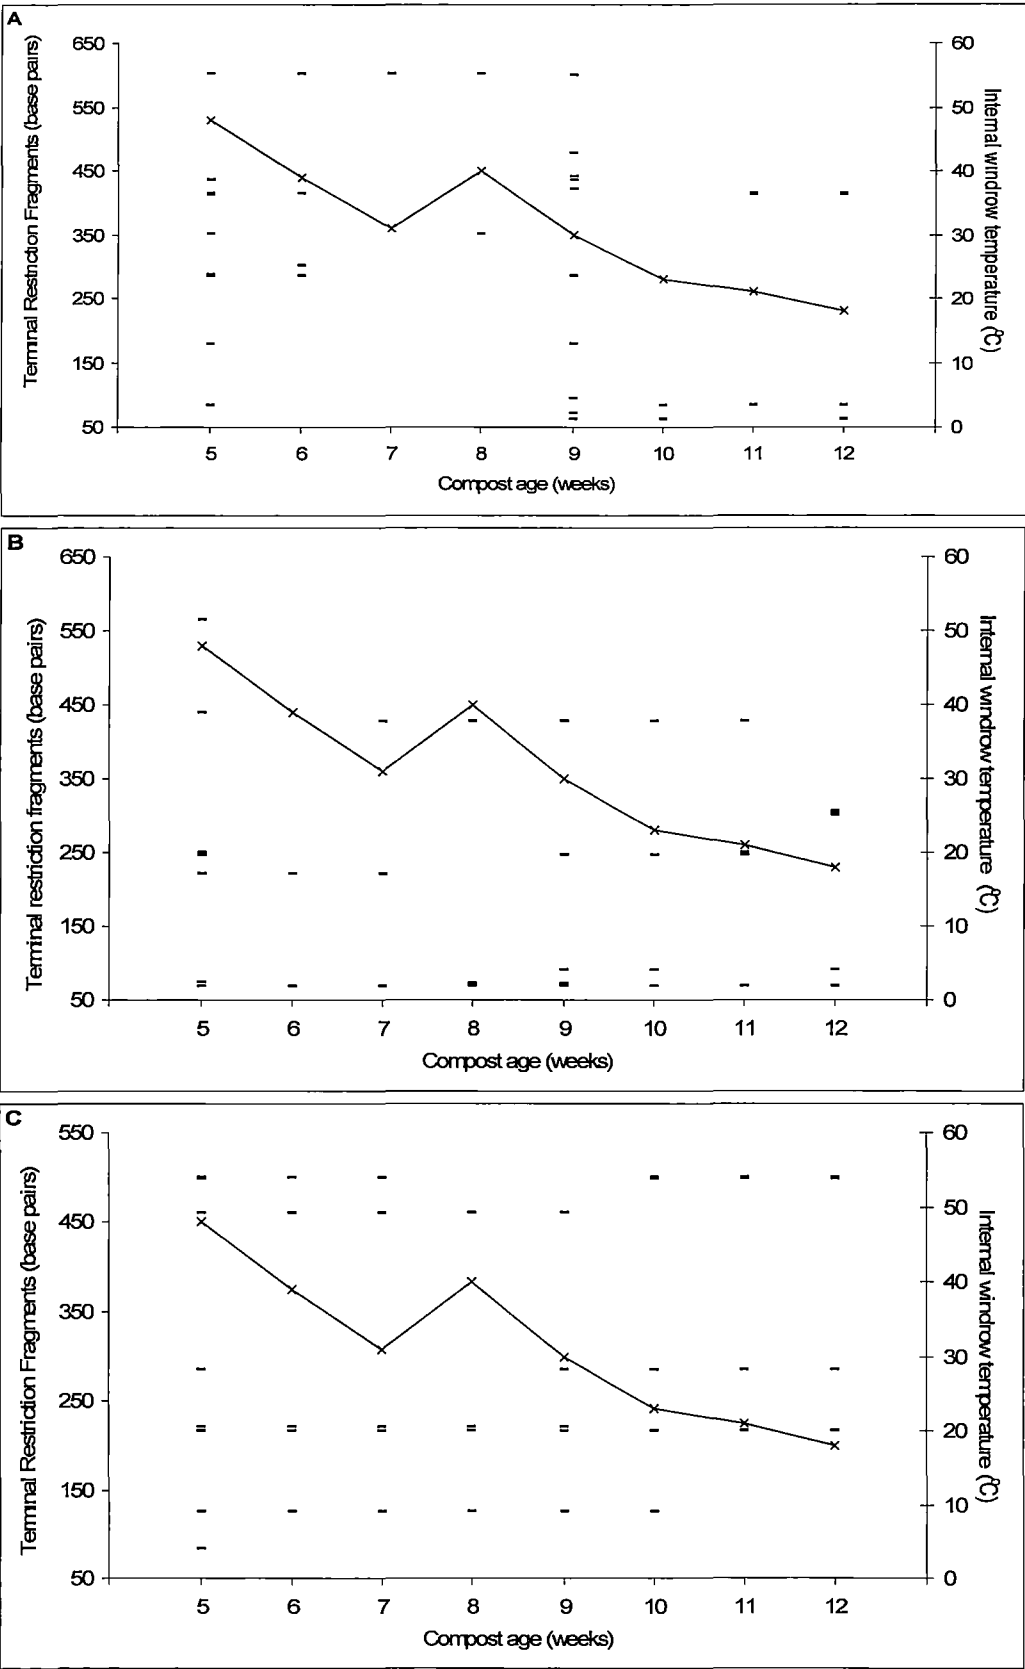 A
Terminal Restriction Fragments (base pairs)
650
550
450
350
250
150
50
60
50
40
30
20
10
0
Internal windrow temperature (°C)
5 6 7 8 9 10 11 12
Compost age (weeks)
B
Terminal restriction fragments (base pairs)
650
550
450
350
250
150
50
60
50
40
30
20
10
0
Internal windrow temperature (°C)
5 6 7 8 9 10 11 12
Compost age (weeks)
C
Terminal Restriction Fragments (base pairs)
550
450
350
250
150
50
60
50
40
30
20
10
0
Internal windrow temperature (°C)
5 6 7 8 9 10 11 12
Compost age (weeks)